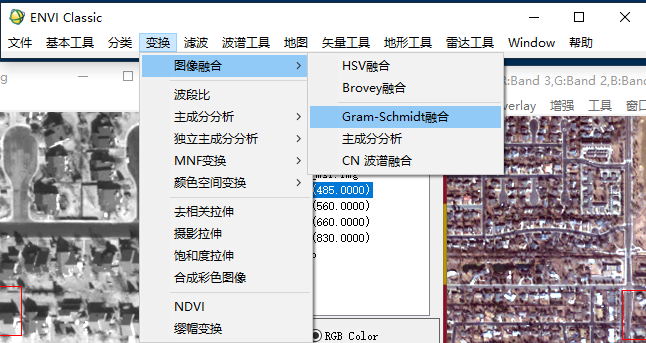 ENVI Classic
文件 基本工具 分类 变换 滤波 波谱工具 地图 矢量工具 地形工具 雷达工具 Window 帮助
图像融合
HSV融合
Brovey融合
Gram-Schmidt融合
主成分分析
CN 波谱融合
波段比
主成分分析
独立主成分分析
MNF变换
颜色空间变换
去相关拉伸
摄影拉伸
饱和度拉伸
合成彩色图像
NDVI
缨帽变换
(485.0000)
(560.0000)
(660.0000)
(830.0000)
RGB Color
R:Band 3,G:Band 2,B:Band
verlay 增强 工具 窗口